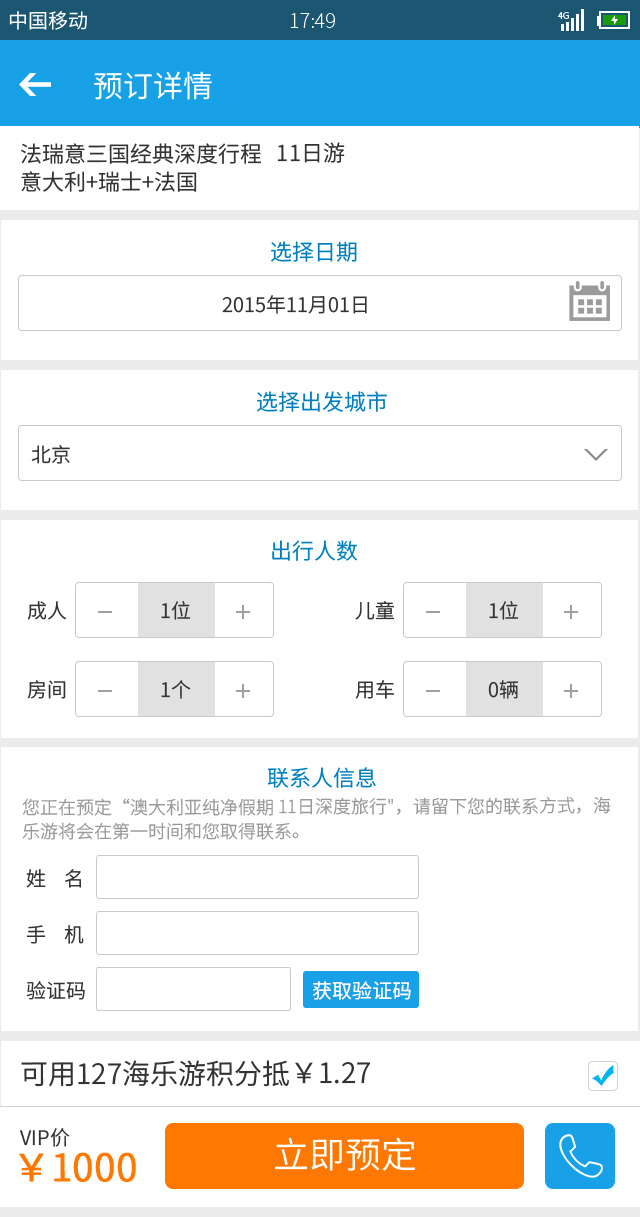 中国移动 17:49 4G
预订详情
法瑞意三国经典深度行程 11日游
意大利+瑞士+法国
选择日期
2015年11月01日
选择出发城市
北京
出行人数
成人 － 1位 + 儿童 － 1位 +
房间 － 1个 + 用车 － 0辆 +
联系人信息
您正在预定“澳大利亚纯净假期 11日深度旅行"，请留下您的联系方式，海
乐游将会在第一时间和您取得联系。
姓 名
手 机
验证码 获取验证码
可用127海乐游积分抵￥1.27
VIP价
￥1000 立即预定